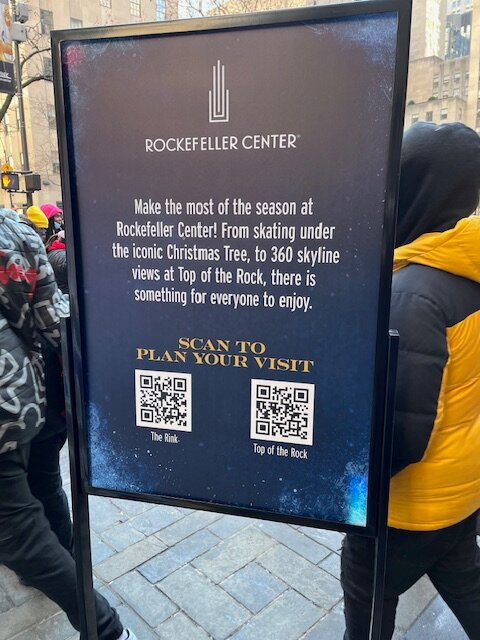 ROCKEFELLER CENTER®
Make the most of the season at
Rockefeller Center! From skating under
the iconic Christmas Tree, to 360 skyline
views at Top of the Rock, there is
something for everyone to enjoy.
SCAN TO
PLAN YOUR VISIT
The Rink
Top of the Rock